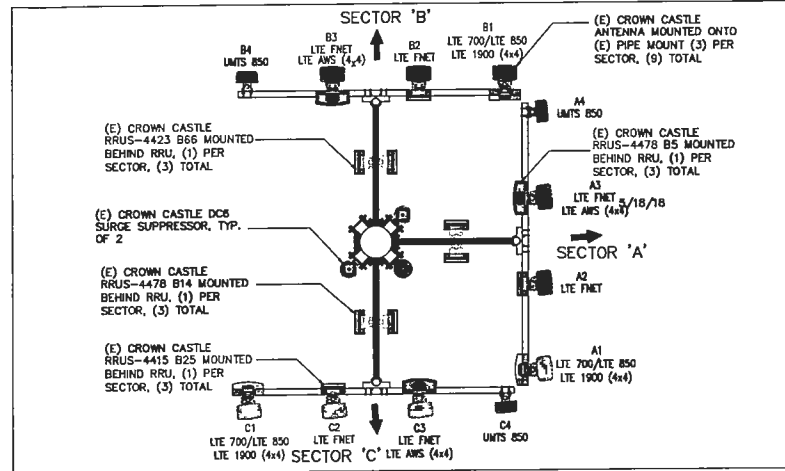 SECTOR 'B'
(E) CROWN CASTLE
ANTENNA MOUNTED ONTO
(E) PIPE MOUNT (3) PER
SECTOR, (9) TOTAL
B1
LTE 700/LTE 850
LTE 1900 (4x4)
B3
LTE FNET
LTE AWS (4x4)
B2
LTE FNET
B4
UMTS 850
A4
UMTS 850
(E) CROWN CASTLE
RRUS-4423 B66 MOUNTED
BEHIND RRU, (1) PER
SECTOR, (3) TOTAL
(E) CROWN CASTLE
RRUS-4478 B5 MOUNTED
BEHIND RRU, (1) PER
SECTOR, (3) TOTAL
A3
LTE FNET
LTE AWS (4x4)
5/18/18
(E) CROWN CASTLE DC6
SURGE SUPPRESSOR, TYP.
OF 2
SECTOR 'A'
(E) CROWN CASTLE
RRUS-4478 B14 MOUNTED
BEHIND RRU, (1) PER
SECTOR, (3) TOTAL
A2
LTE FNET
(E) CROWN CASTLE
RRUS-4415 B25 MOUNTED
BEHIND RRU, (1) PER
SECTOR, (3) TOTAL
A1
LTE 700/LTE 850
LTE 1900 (4x4)
C1
LTE 700/LTE 850
LTE 1900 (4x4)
C2
LTE FNET
C3
LTE FNET
LTE AWS (4x4)
C4
UMTS 850
SECTOR 'C'